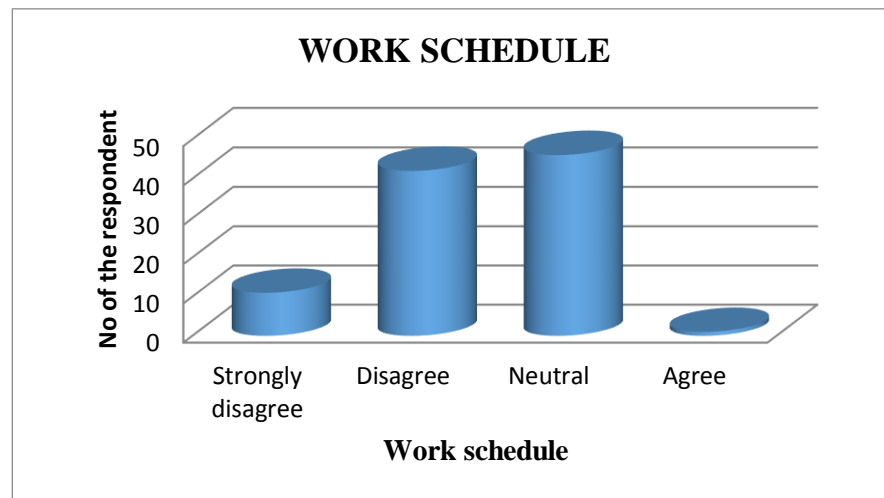 WORK SCHEDULE
No of the respondent
50
40
30
20
10
0
Strongly
disagree
Disagree
Neutral
Agree
Work schedule